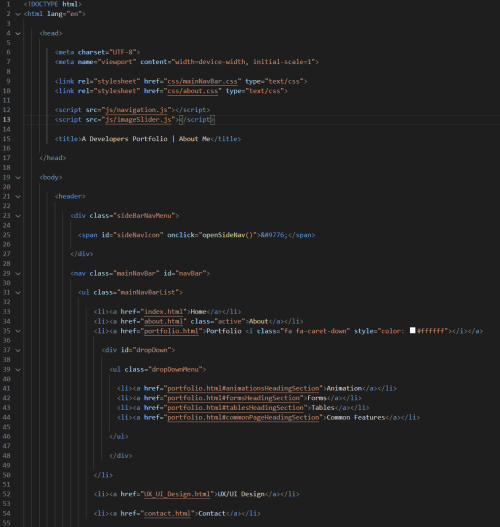 1 <!DOCTYPE html>
2 <html lang="en">
3
4 <head>
5
6 <meta charset="UTF-8">
7 <meta name="viewport" content="width=device-width, initial-scale=1">
8
9 <link rel="stylesheet" href="css/mainNavBar.css" type="text/css">
10 <link rel="stylesheet" href="css/about.css" type="text/css">
11
12 <script src="js/navigation.js"></script>
13 <script src="js/imageSlider.js"></script>
14
15 <title>A Developers Portfolio | About Me</title>
16
17 </head>
18
19 <body>
20
21 <header>
22
23 <div class="sideBarNavMenu">
24
25 <span id="sideNavIcon" onclick="openSideNav()">&#9776;</span>
26
27 </div>
28
29 <nav class="mainNavBar" id="navBar">
30
31 <ul class="mainNavBarList">
32
33 <li><a href="index.html">Home</a></li>
34 <li><a href="about.html" class="active">About</a></li>
35 <li><a href="portfolio.html">Portfolio <i class="fa fa-caret-down" style="color: #ffffff"></i></a>
36
37 <div id="dropDown">
38
39 <ul class="dropDownMenu">
40
41 <li><a href="portfolio.html#animationsHeadingSection">Animation</a></li>
42 <li><a href="portfolio.html#formsHeadingSection">Forms</a></li>
43 <li><a href="portfolio.html#tablesHeadingSection">Tables</a></li>
44 <li><a href="portfolio.html#commonPageHeadingSection">Common Features</a></li>
45
46 </ul>
47
48 </div>
49
50 </li>
51
52 <li><a href="UX_UI_Design.html">UX/UI Design</a></li>
53
54 <li><a href="contact.html">Contact</a></li>
55